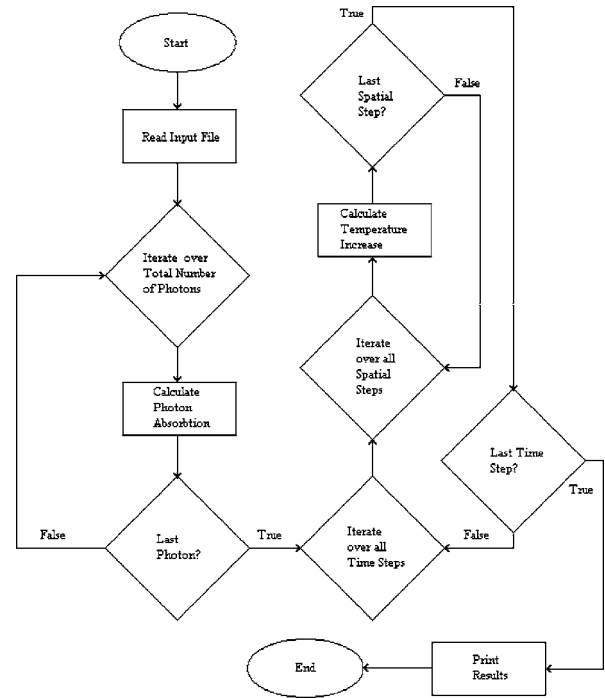 Start
Read Input File
Iterate over
Total Number
of Photons
Calculate
Photon
Absorbtion
Last
Photon?
False
True
Iterate
over all
Time Steps
Iterate
over all
Spatial
Steps
Calculate
Temperature
Increase
Last
Spatial
Step?
False
True
Last Time
Step?
False
True
Print
Results
End